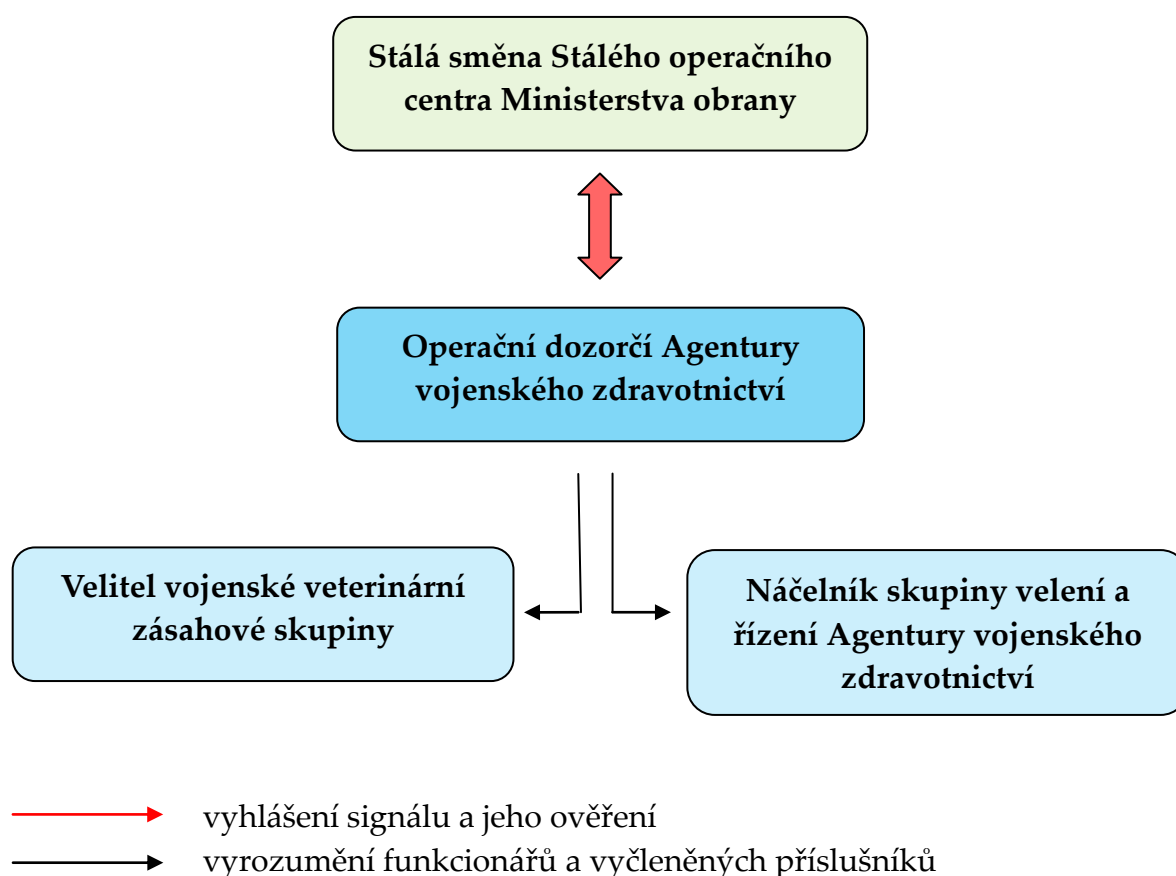 Stálá směna Stálého operačního
centra Ministerstva obrany
Operační dozorčí Agentury
vojenského zdravotnictví
Velitel vojenské veterinární
zásahové skupiny
Náčelník skupiny velení a
řízení Agentury vojenského
zdravotnictví
vyhlášení signálu a jeho ověření
vyrozumění funkcionářů a vyčleněných příslušníků